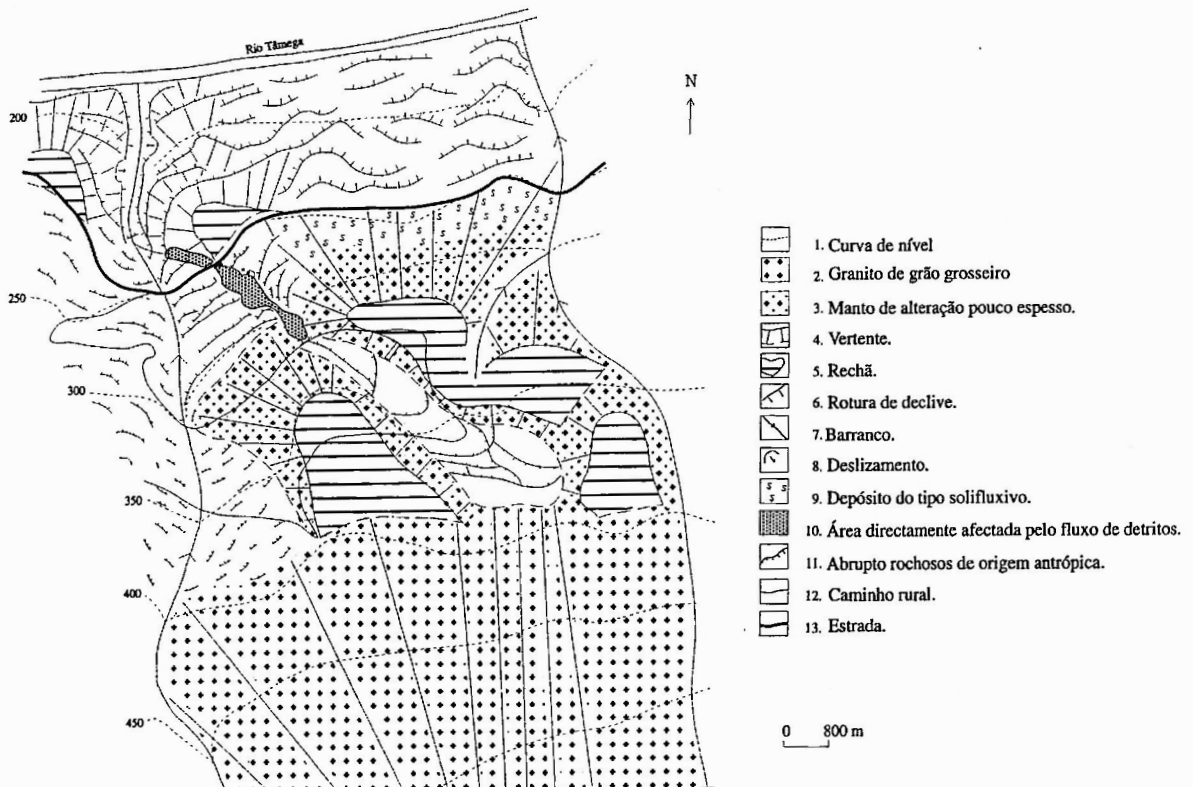 Rio Tâmega
N
200
250
300
350
400
450
1. Curva de nível
2. Granito de grão grosseiro
3. Manto de alteração pouco espesso.
4. Vertente.
5. Rechã.
6. Rotura de declive.
7. Barranco.
8. Deslizamento.
9. Depósito do tipo solifluxivo.
10. Área directamente afectada pelo fluxo de detritos.
11. Abrupto rochosos de origem antrópica.
12. Caminho rural.
13. Estrada.
0 800 m